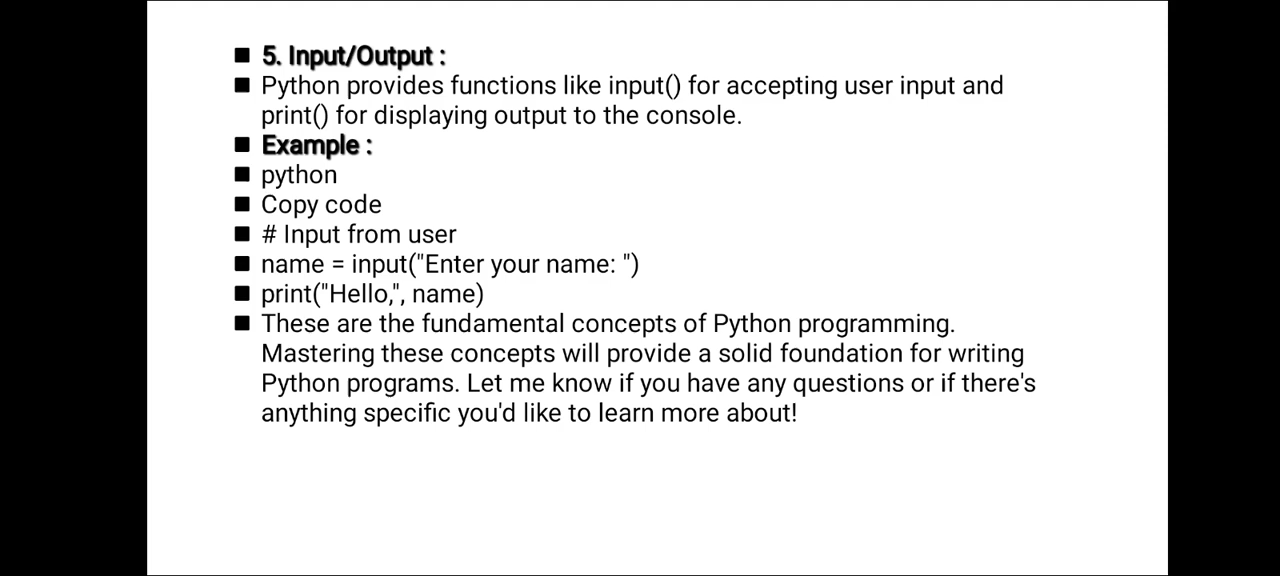 ■ 5. Input/Output :
■ Python provides functions like input() for accepting user input and
print() for displaying output to the console.
■ Example :
■ python
■ Copy code
■ # Input from user
■ name = input("Enter your name: ")
■ print("Hello,", name)
■ These are the fundamental concepts of Python programming.
Mastering these concepts will provide a solid foundation for writing
Python programs. Let me know if you have any questions or if there's
anything specific you'd like to learn more about!